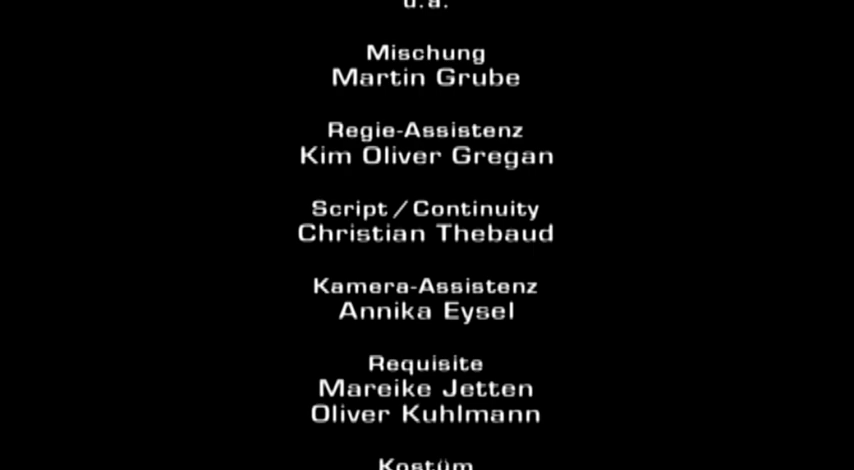 u.a.
Mischung
Martin Grube
Regie-Assistenz
Kim Oliver Gregan
Script / Continuity
Christian Thebaud
Kamera-Assistenz
Annika Eysel
Requisite
Mareike Jetten
Oliver Kuhlmann
Kostüm